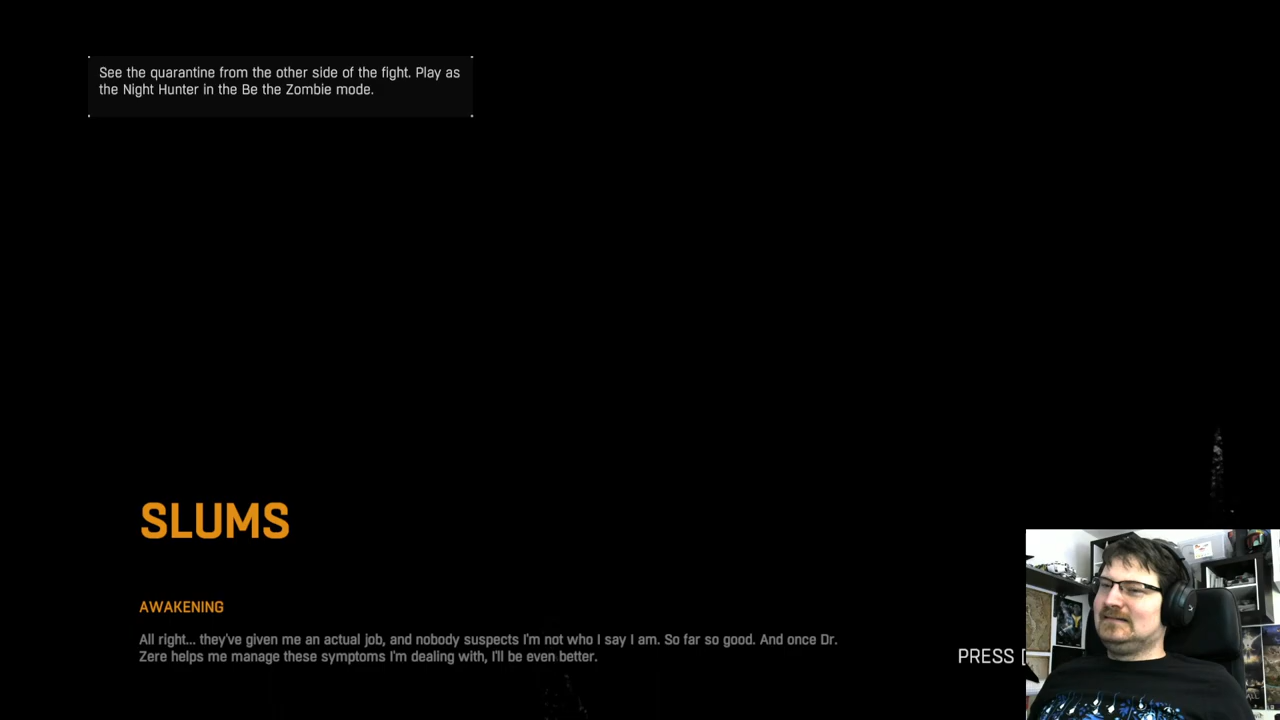 See the quarantine from the other side of the fight. Play as
the Night Hunter in the Be the Zombie mode.
SLUMS
AWAKENING
All right... they've given me an actual job, and nobody suspects I'm not who I say I am. So far so good. And once Dr.
Zere helps me manage these symptoms I'm dealing with, I'll be even better.
PRESS [